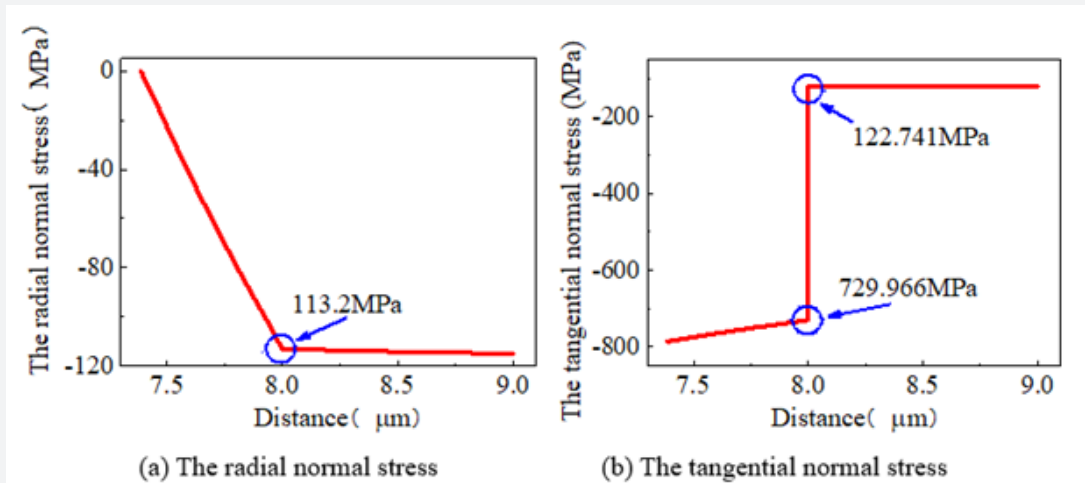 The radial normal stress( MPa)
0
-40
-80
-120
113.2MPa
7.5 8.0 8.5 9.0
Distance( μm)
(a) The radial normal stress
The tangential normal stress (MPa)
-200
-400
-600
-800
122.741MPa
729.966MPa
7.5 8.0 8.5 9.0
Distance( μm)
(b) The tangential normal stress